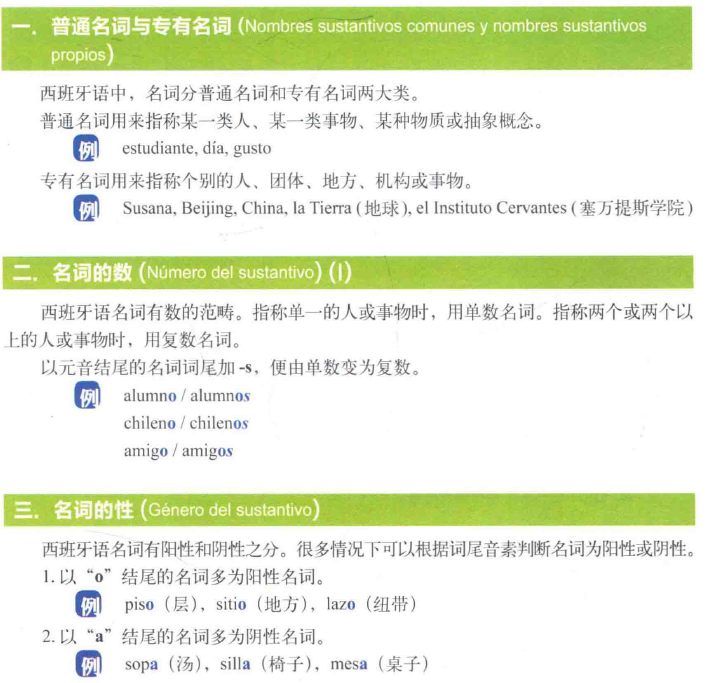 一. 普通名词与专有名词 (Nombres sustantivos comunes y nombres sustantivos
propios)
西班牙语中，名词分普通名词和专有名词两大类。
普通名词用来指称某一类人、某一类事物、某种物质或抽象概念。
例 estudiante, día, gusto
专有名词用来指称个别的人、团体、地方、机构或事物。
例 Susana, Beijing, China, la Tierra (地球), el Instituto Cervantes (塞万提斯学院)
二. 名词的数 (Número del sustantivo) (I)
西班牙语名词有数的范畴。指称单一的人或事物时，用单数名词。指称两个或两个以
上的人或事物时，用复数名词。
以元音结尾的名词词尾加 -s，便由单数变为复数。
例 alumno / alumnos
chileno / chilenos
amigo / amigos
三. 名词的性 (Género del sustantivo)
西班牙语名词有阳性和阴性之分。很多情况下可以根据词尾音素判断名词为阳性或阴性。
1. 以“o”结尾的名词多为阳性名词。
例 piso（层），sitio（地方），lazo（纽带）
2. 以“a”结尾的名词多为阴性名词。
例 sopa（汤），silla（椅子），mesa（桌子）